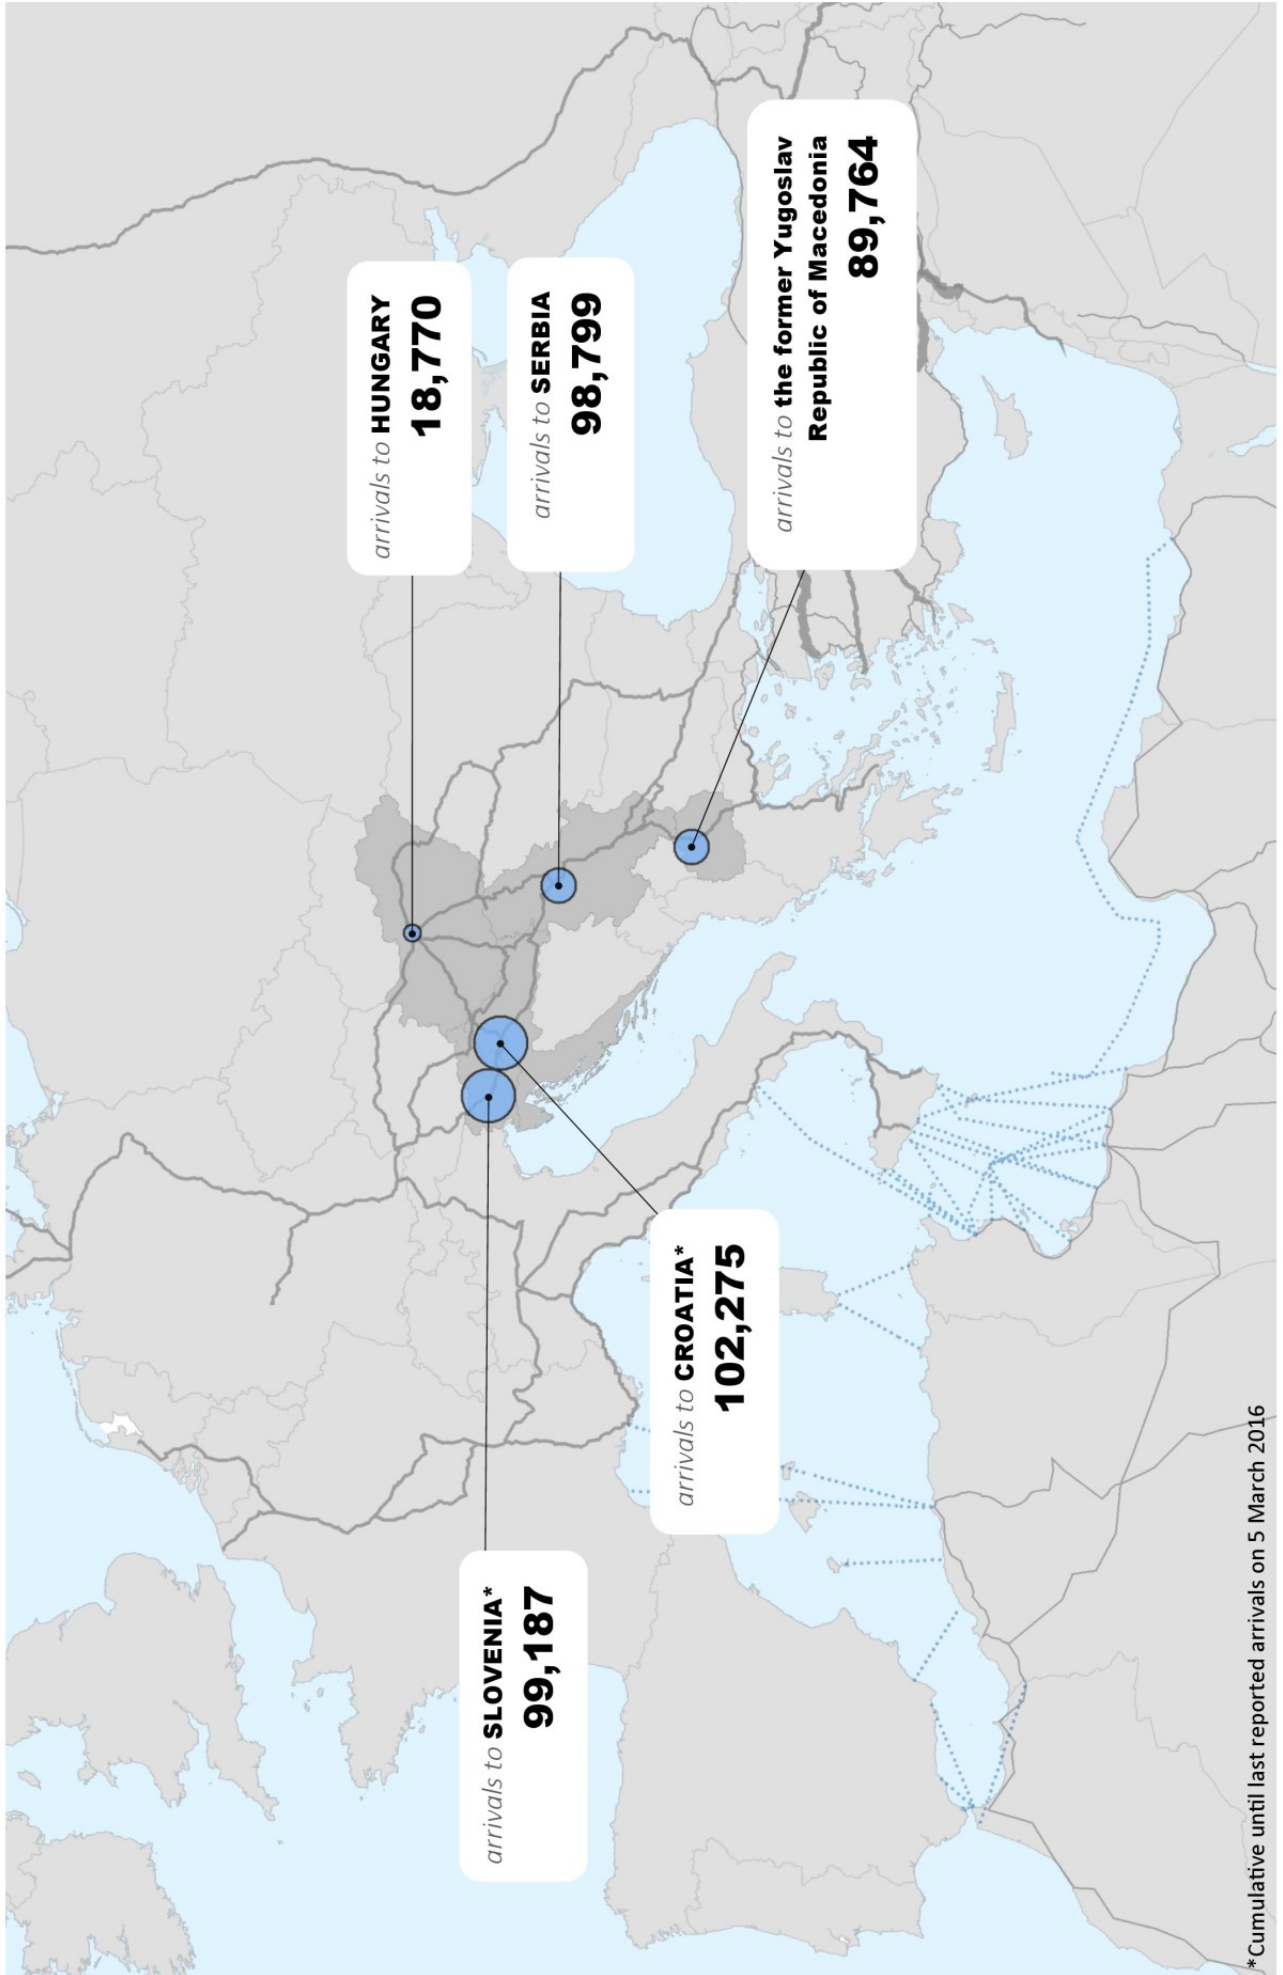 arrivals to HUNGARY
18,770
arrivals to SERBIA
98,799
arrivals to the former Yugoslav
Republic of Macedonia
89,764
arrivals to SLOVENIA*
99,187
arrivals to CROATIA*
102,275
*Cumulative until last reported arrivals on 5 March 2016